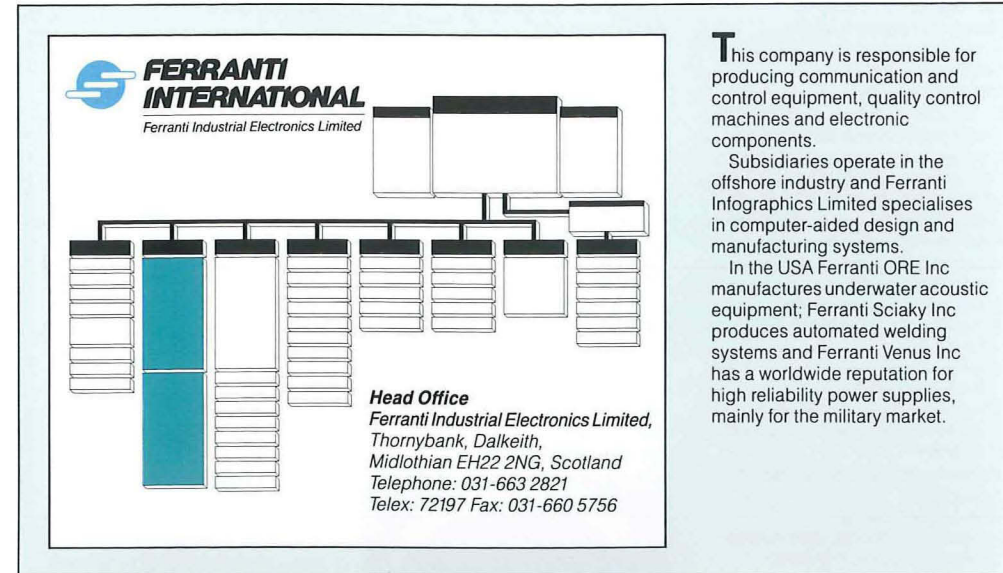 FERRANTI
INTERNATIONAL
Ferranti Industrial Electronics Limited
Head Office
Ferranti Industrial Electronics Limited,
Thornybank, Dalkeith,
Midlothian EH22 2NG, Scotland
Telephone: 031-663 2821
Telex: 72197 Fax: 031-660 5756
This company is responsible for
producing communication and
control equipment, quality control
machines and electronic
components.
Subsidiaries operate in the
offshore industry and Ferranti
Infographics Limited specialises
in computer-aided design and
manufacturing systems.
In the USA Ferranti ORE Inc
manufactures underwater acoustic
equipment; Ferranti Sciaky Inc
produces automated welding
systems and Ferranti Venus Inc
has a worldwide reputation for
high reliability power supplies,
mainly for the military market.